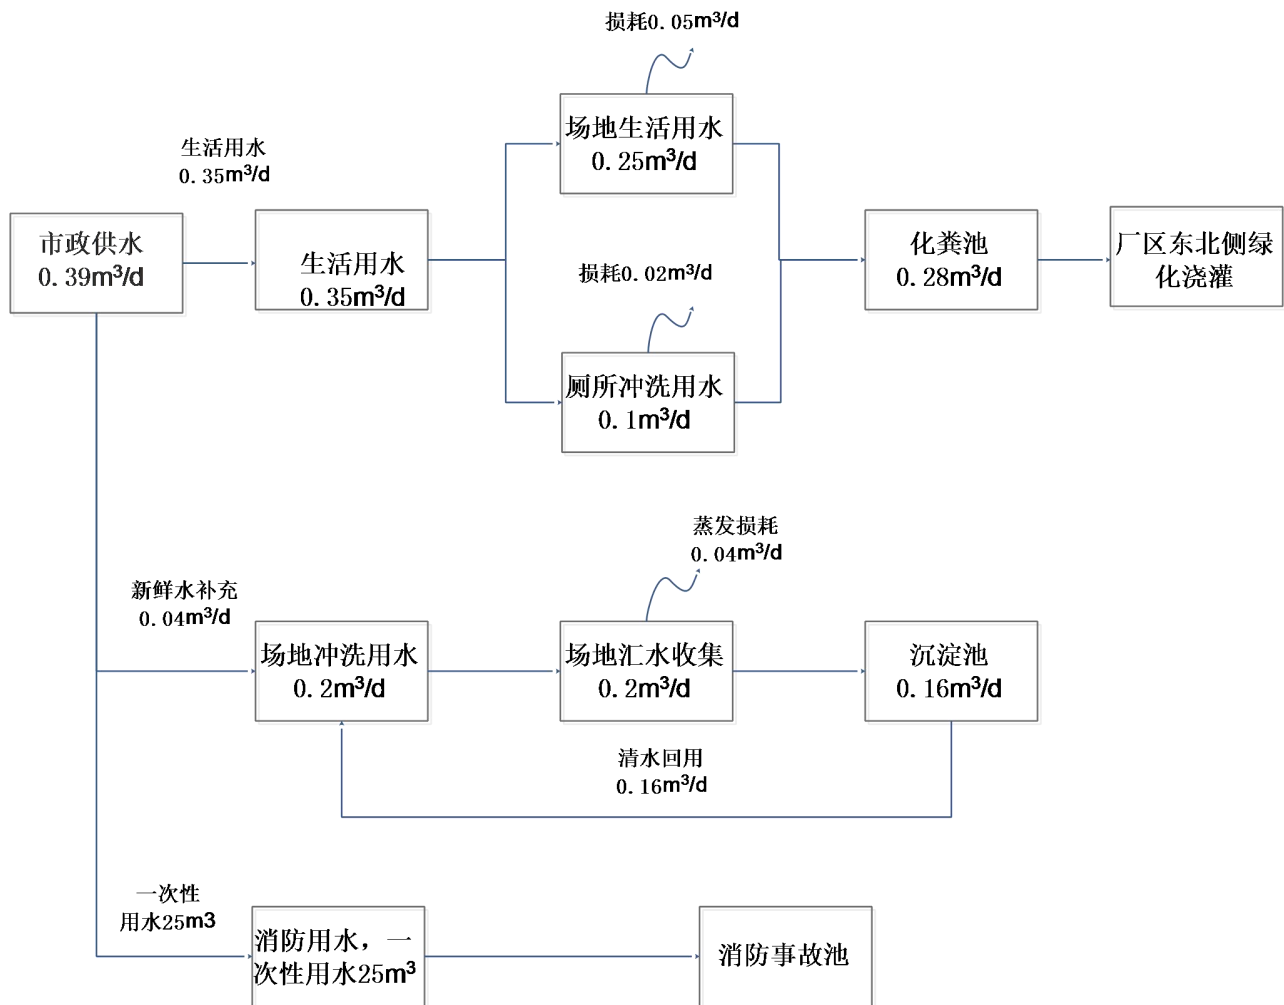 损耗0.05m³/d
场地生活用水
0.25m³/d
生活用水
0.35m³/d
市政供水
0.39m³/d
生活用水
0.35m³/d
损耗0.02m³/d
厕所冲洗用水
0.1m³/d
化粪池
0.28m³/d
厂区东北侧绿
化浇灌
蒸发损耗
0.04m³/d
新鲜水补充
0.04m³/d
场地冲洗用水
0.2m³/d
场地汇水收集
0.2m³/d
沉淀池
0.16m³/d
清水回用
0.16m³/d
一次性
用水25m3
消防用水，一
次性用水25m³
消防事故池